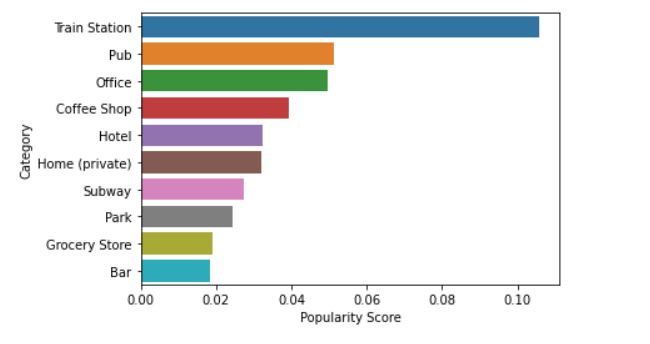 Train Station
Pub
Office
Coffee Shop
Hotel
Home (private)
Subway
Park
Grocery Store
Bar
Category
0.00 0.02 0.04 0.06 0.08 0.10
Popularity Score